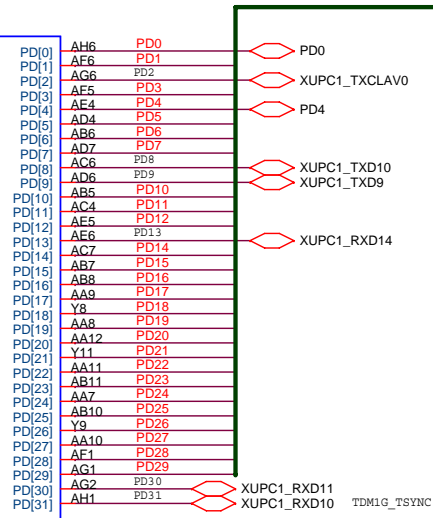 PD[0] AH6 PD0 PD0
PD[1] AF6 PD1
PD[2] AG6 PD2 XUPC1_TXCLAV0
PD[3] AF5 PD3
PD[4] AE4 PD4 PD4
PD[5] AD4 PD5
PD[6] AB6 PD6
PD[7] AD7 PD7
PD[8] AC6 PD8 XUPC1_TXD10
PD[9] AD6 PD9 XUPC1_TXD9
PD[10] AB5 PD10
PD[11] AC4 PD11
PD[12] AE5 PD12
PD[13] AE6 PD13 XUPC1_RXD14
PD[14] AC7 PD14
PD[15] AB7 PD15
PD[16] AB8 PD16
PD[17] AA9 PD17
PD[18] Y8 PD18
PD[19] AA8 PD19
PD[20] AA12 PD20
PD[21] Y11 PD21
PD[22] AA11 PD22
PD[23] AB11 PD23
PD[24] AA7 PD24
PD[25] AB10 PD25
PD[26] Y9 PD26
PD[27] AA10 PD27
PD[28] AF1 PD28
PD[29] AG1 PD29
PD[30] AG2 PD30 XUPC1_RXD11
PD[31] AH1 PD31 XUPC1_RXD10 TDM1G_TSYNC